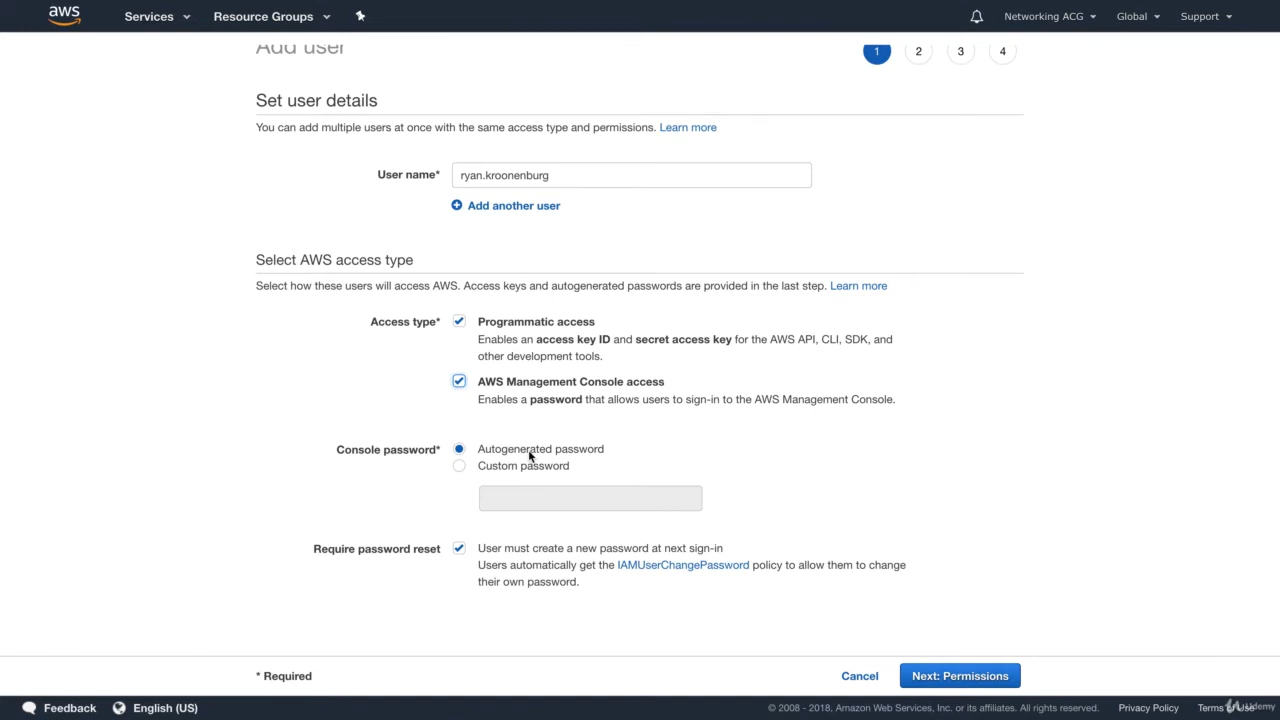 aws
Services
Resource Groups
Networking ACG
Global
Support
Add user
1
2
3
4
Set user details
You can add multiple users at once with the same access type and permissions. Learn more
User name*
ryan.kroonenburg
Add another user
Select AWS access type
Select how these users will access AWS. Access keys and autogenerated passwords are provided in the last step. Learn more
Access type*
Programmatic access
Enables an access key ID and secret access key for the AWS API, CLI, SDK, and
other development tools.
AWS Management Console access
Enables a password that allows users to sign-in to the AWS Management Console.
Console password*
Autogenerated password
Custom password
Require password reset
User must create a new password at next sign-in
Users automatically get the IAMUserChangePassword policy to allow them to change
their own password.
* Required
Cancel
Next: Permissions
Feedback
English (US)
© 2008 - 2018, Amazon Web Services, Inc. or its affiliates. All rights reserved.
Privacy Policy
Terms
Udemy